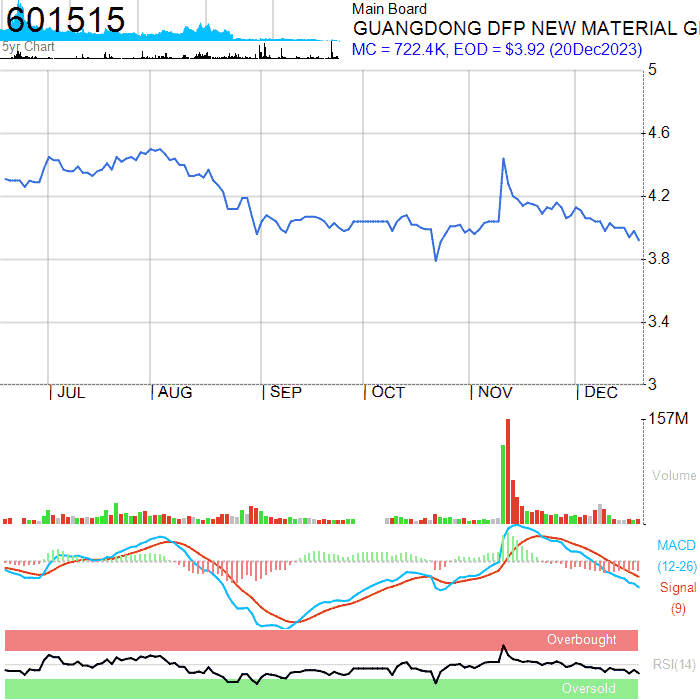 601515
5yr Chart
Main Board
GUANGDONG DFP NEW MATERIAL G
MC = 722.4K, EOD = $3.92 (20Dec2023)
5
4.6
4.2
3.8
3.4
3
JUL AUG SEP OCT NOV DEC
157M
Volume
MACD
(12-26)
Signal
(9)
Overbought
RSI(14)
Oversold